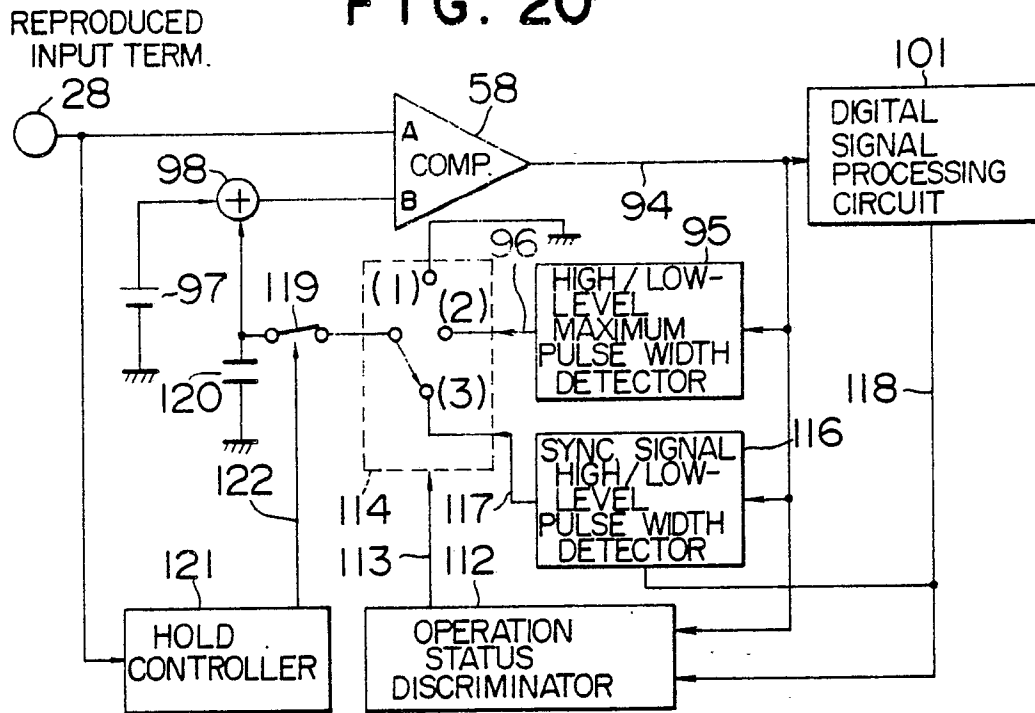 FIG. 20
REPRODUCED
INPUT TERM.
28
58
101
A
COMP.
B
98
94
DIGITAL
SIGNAL
PROCESSING
CIRCUIT
97
119
(1)
(2)
(3)
96
95
HIGH/LOW-
LEVEL
MAXIMUM
PULSE WIDTH
DETECTOR
118
120
122
114
117
116
SYNC SIGNAL
HIGH/LOW-
LEVEL
PULSE WIDTH
DETECTOR
113
112
121
HOLD
CONTROLLER
OPERATION
STATUS
DISCRIMINATOR